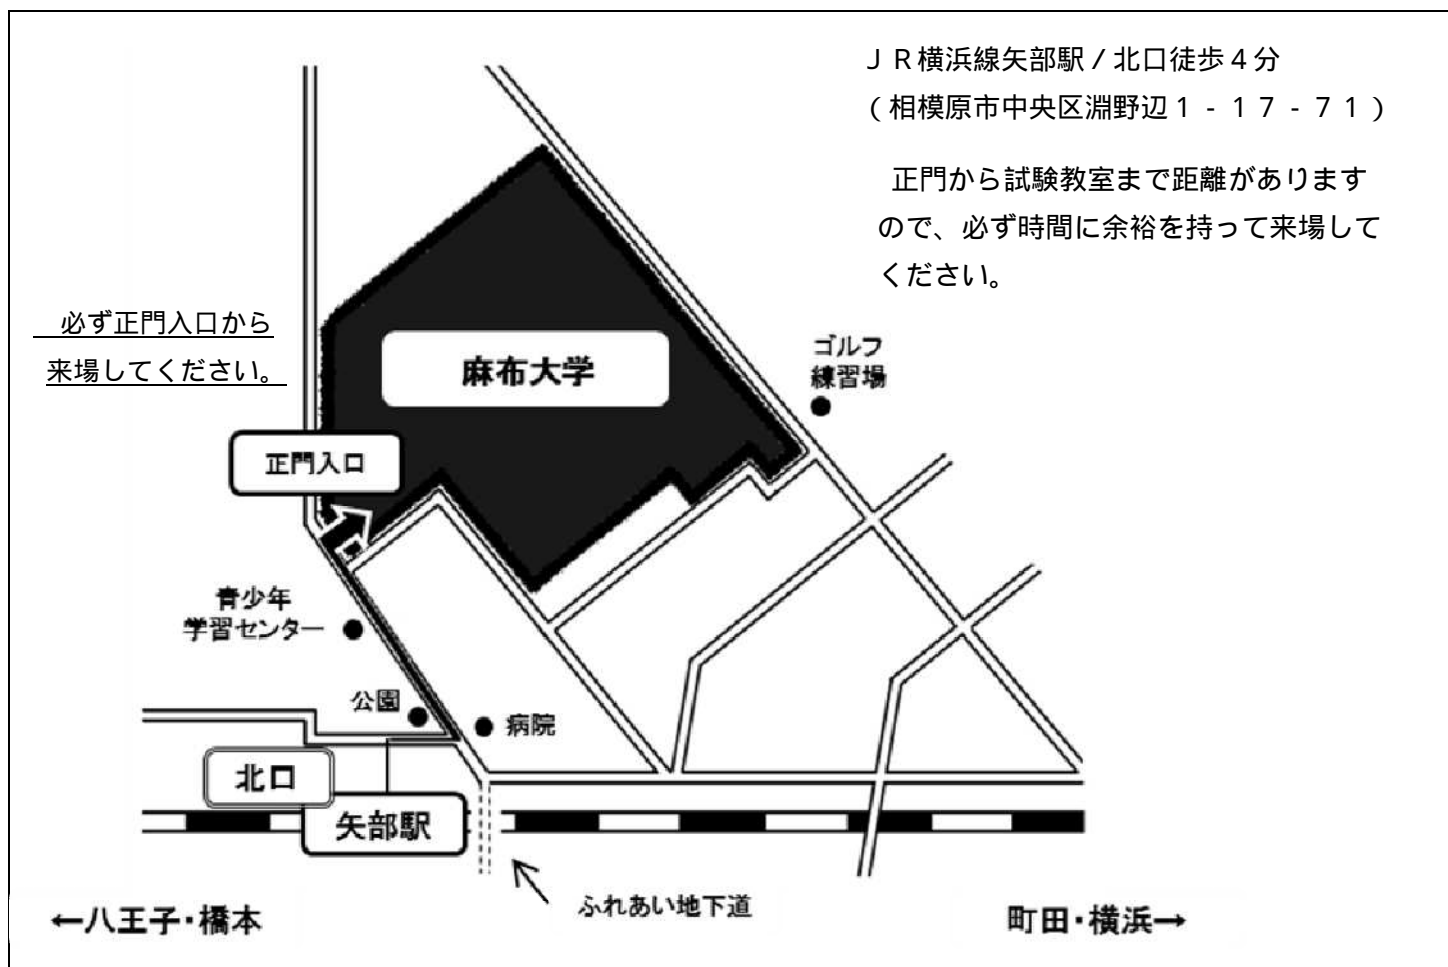 ＪＲ横浜線矢部駅/北口徒歩４分
(相模原市中央区淵野辺１-１７-７１)
正門から試験教室まで距離があります
ので、必ず時間に余裕を持って来場して
ください。
必ず正門入口から
来場してください。
麻布大学
ゴルフ
練習場
正門入口
青少年
学習センター
公園
病院
北口
矢部駅
ふれあい地下道
←八王子・橋本
町田・横浜→